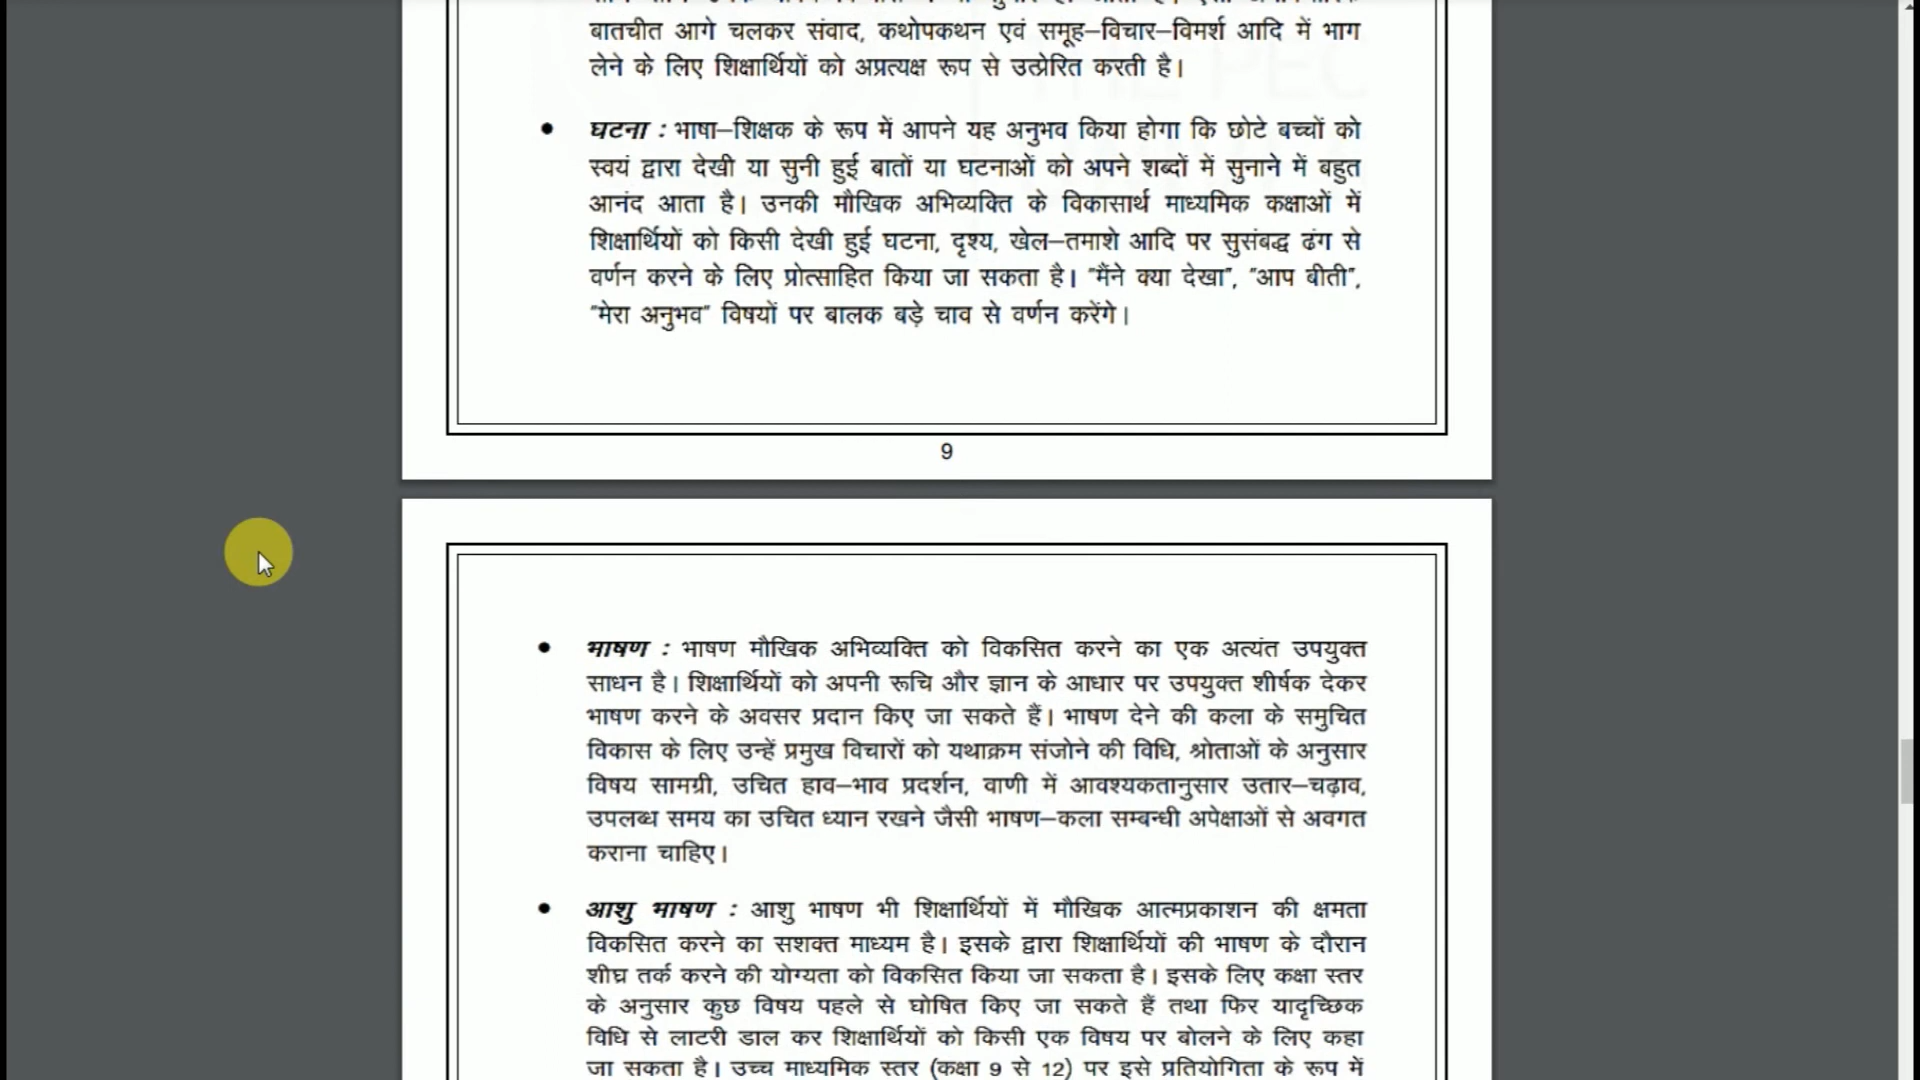 बातचीत आगे चलकर संवाद, कथोपकथन एवं समूह–विचार–विमर्श आदि में भाग
लेने के लिए शिक्षार्थियों को अप्रत्यक्ष रूप से उत्प्रेरित करती है।
• घटना : भाषा–शिक्षक के रूप में आपने यह अनुभव किया होगा कि छोटे बच्चों को
स्वयं द्वारा देखी या सुनी हुई बातों या घटनाओं को अपने शब्दों में सुनाने में बहुत
आनंद आता है। उनकी मौखिक अभिव्यक्ति के विकासार्थ माध्यमिक कक्षाओं में
शिक्षार्थियों को किसी देखी हुई घटना, दृश्य, खेल–तमाशे आदि पर सुसंबद्ध ढंग से
वर्णन करने के लिए प्रोत्साहित किया जा सकता है। "मैंने क्या देखा", "आप बीती",
"मेरा अनुभव" विषयों पर बालक बड़े चाव से वर्णन करेंगे।
9
• भाषण : भाषण मौखिक अभिव्यक्ति को विकसित करने का एक अत्यंत उपयुक्त
साधन है। शिक्षार्थियों को अपनी रूचि और ज्ञान के आधार पर उपयुक्त शीर्षक देकर
भाषण करने के अवसर प्रदान किए जा सकते हैं। भाषण देने की कला के समुचित
विकास के लिए उन्हें प्रमुख विचारों को यथाक्रम संजोने की विधि, श्रोताओं के अनुसार
विषय सामग्री, उचित हाव–भाव प्रदर्शन, वाणी में आवश्यकतानुसार उतार–चढ़ाव,
उपलब्ध समय का उचित ध्यान रखने जैसी भाषण–कला सम्बन्धी अपेक्षाओं से अवगत
कराना चाहिए।
• आशु भाषण : आशु भाषण भी शिक्षार्थियों में मौखिक आत्मप्रकाशन की क्षमता
विकसित करने का सशक्त माध्यम है। इसके द्वारा शिक्षार्थियों की भाषण के दौरान
शीघ्र तर्क करने की योग्यता को विकसित किया जा सकता है। इसके लिए कक्षा स्तर
के अनुसार कुछ विषय पहले से घोषित किए जा सकते हैं तथा फिर यादृच्छिक
विधि से लाटरी डाल कर शिक्षार्थियों को किसी एक विषय पर बोलने के लिए कहा
जा सकता है। उच्च माध्यमिक स्तर (कक्षा 9 से 12) पर इसे प्रतियोगिता के रूप में